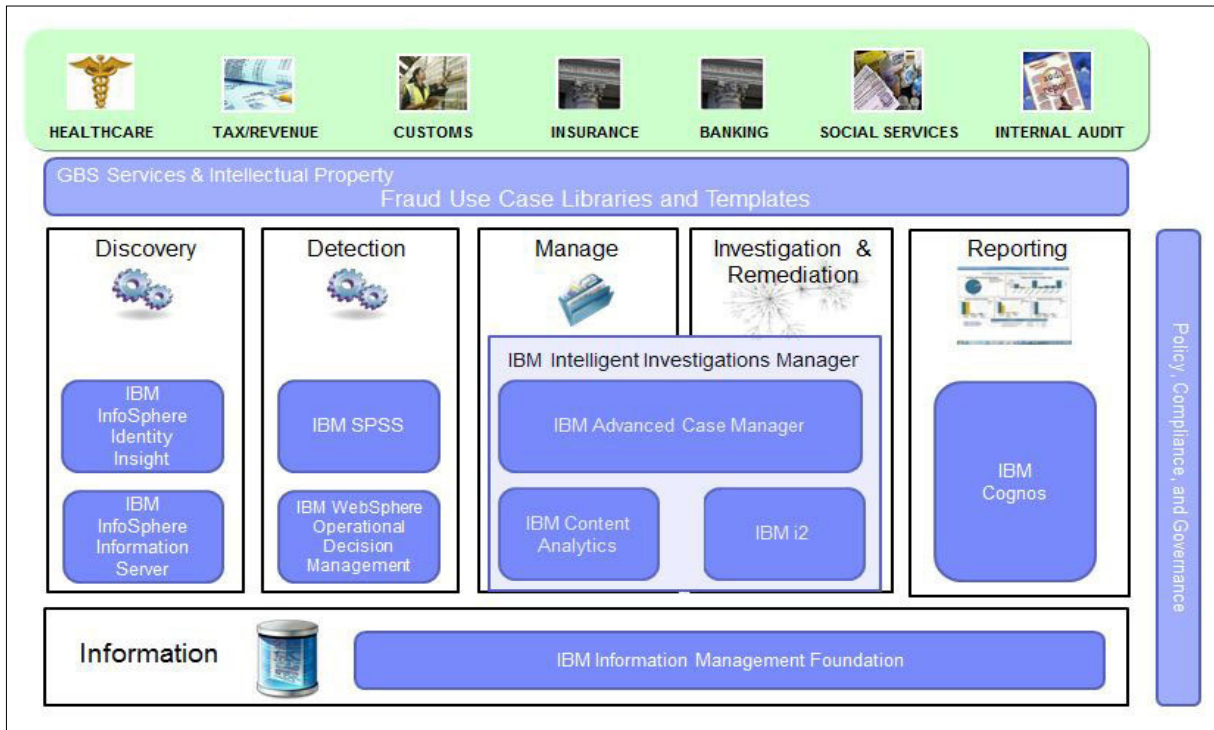 HEALTHCARE
TAX/REVENUE
CUSTOMS
INSURANCE
BANKING
SOCIAL SERVICES
INTERNAL AUDIT
GBS Services & Intellectual Property
Fraud Use Case Libraries and Templates
Discovery
IBM
InfoSphere
Identity
Insight
IBM
InfoSphere
Information
Server
Detection
IBM SPSS
IBM WebSphere
Operational
Decision
Management
Manage
Investigation &
Remediation
IBM Intelligent Investigations Manager
IBM Advanced Case Manager
IBM Content
Analytics
IBM i2
Reporting
IBM
Cognos
Policy, Compliance, and Governance
Information
IBM Information Management Foundation